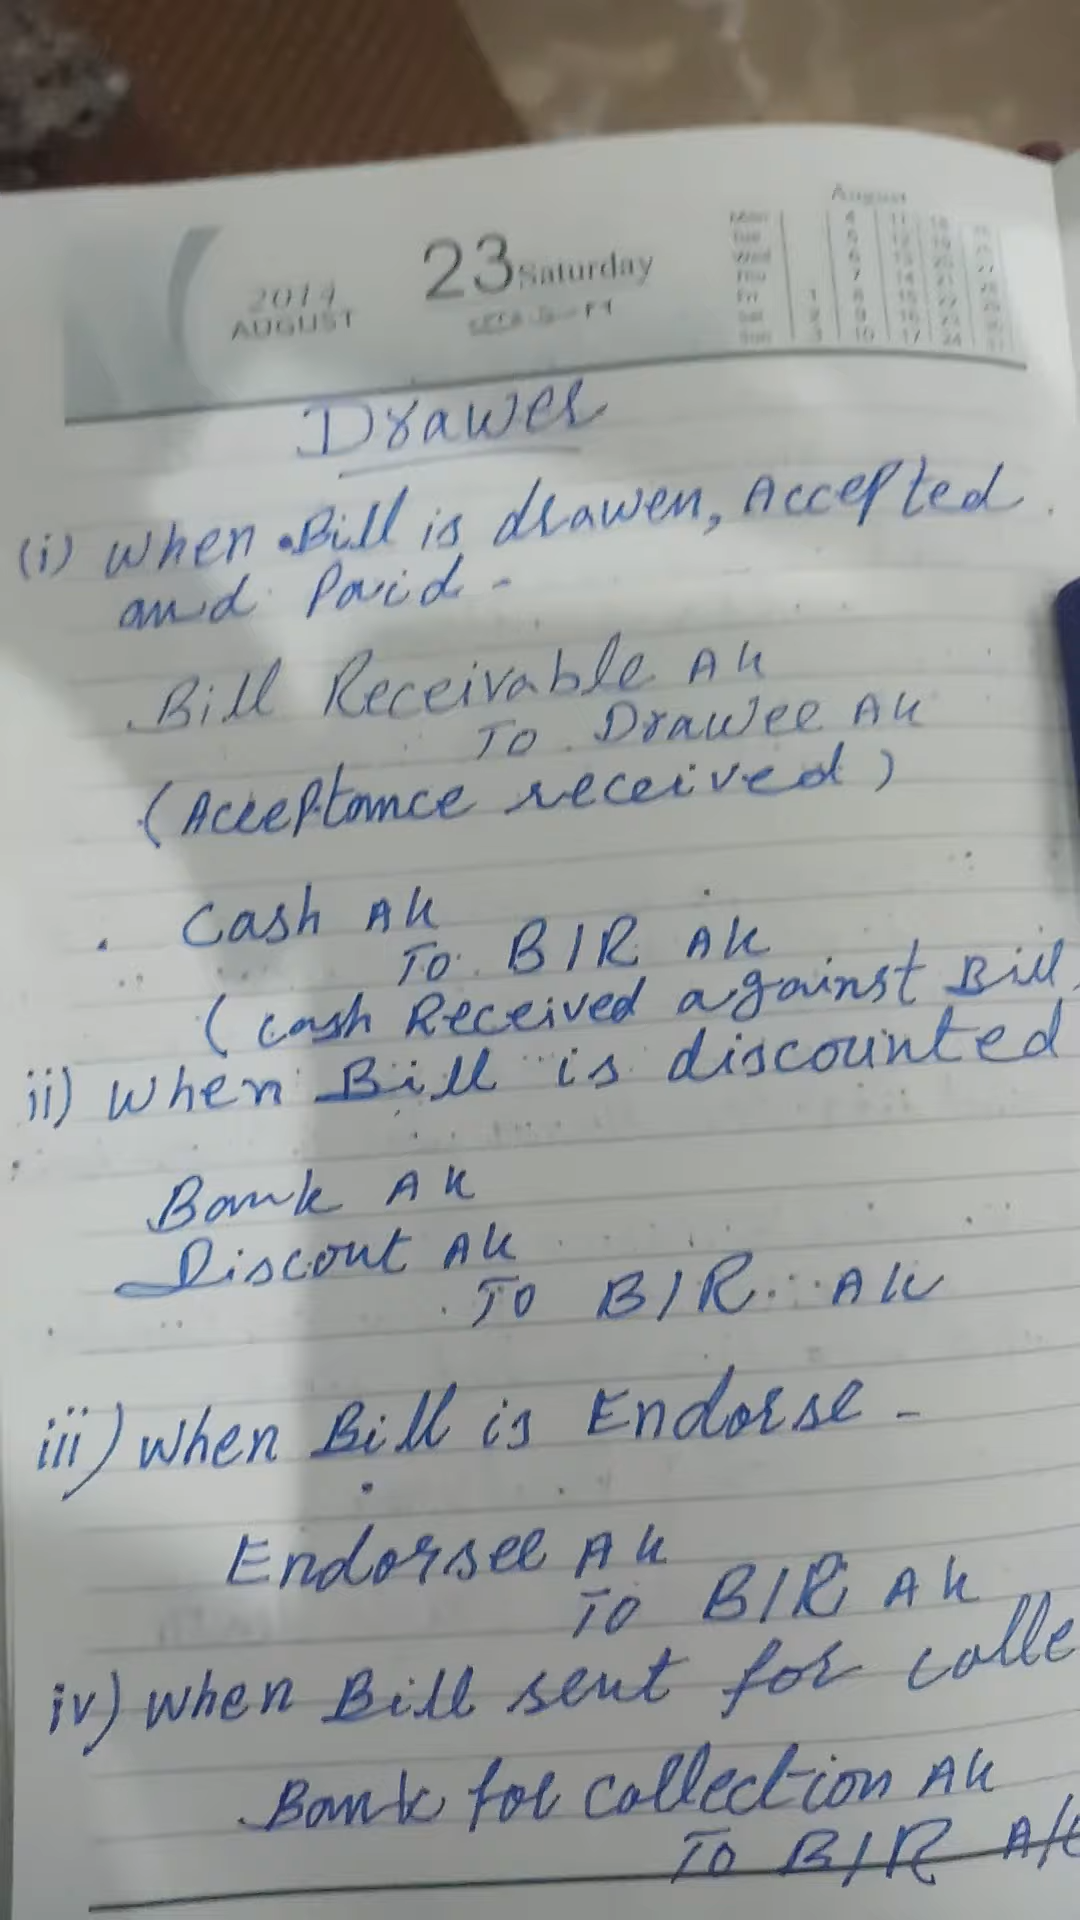 2014
AUGUST
23 Saturday
August
Drawer
(i) When Bill is drawen, Accepted
and Paid -
Bill Receivable A/c
To Drawee A/c
(Acceptance received)
Cash A/c
To B/R A/c
(Cash Received against Bill
ii) When Bill is discounted
Bank A/c
Discout A/c
To B/R A/c
iii) When Bill is Endorse -
Endorsee A/c
To B/R A/c
iv) When Bill sent for colle
Bank for collection A/c
To B/R A/c